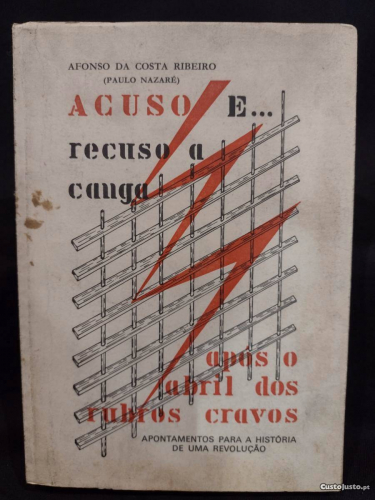 AFONSO DA COSTA RIBEIRO
(PAULO NAZARÉ)
ACUSO E...
recuso a
canga
após o
abril dos
rubros cravos
APONTAMENTOS PARA A HISTÓRIA
DE UMA REVOLUÇÃO
CustoJusto.pt